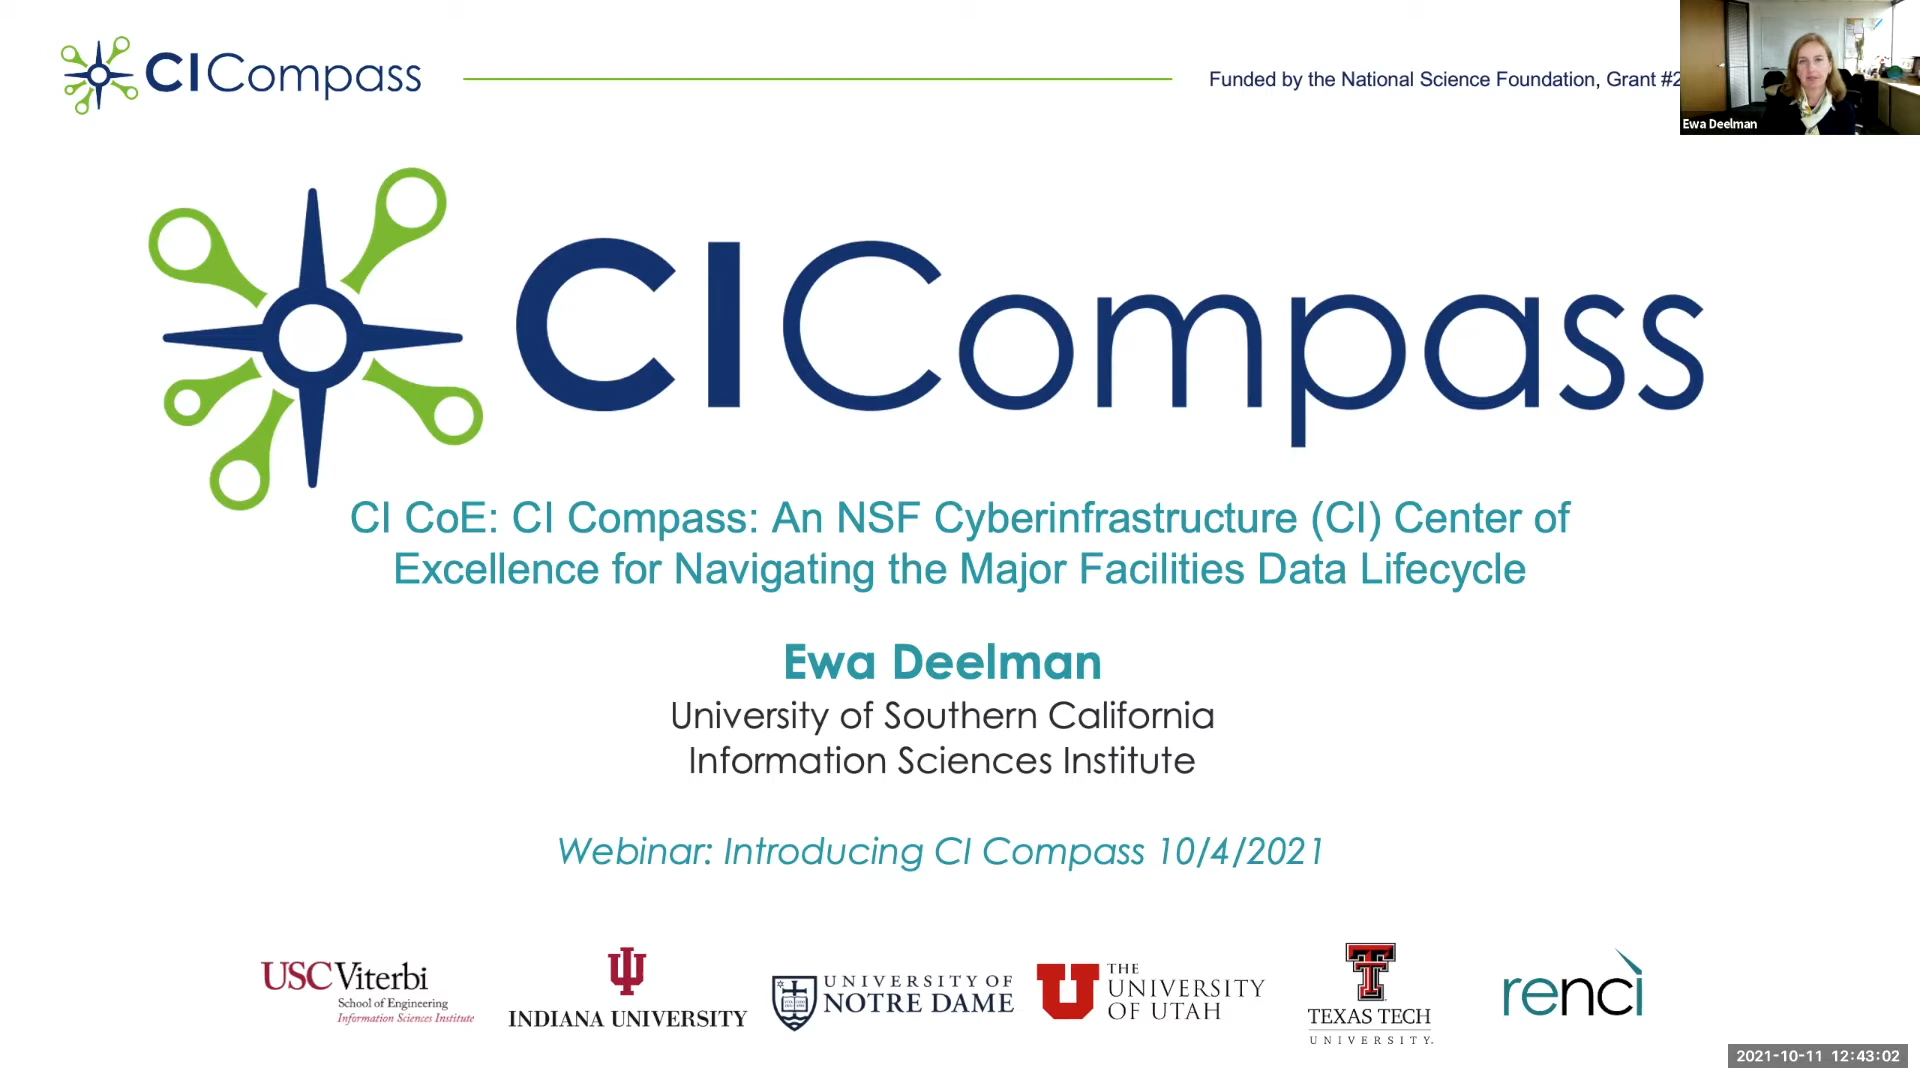 CICompass
Funded by the National Science Foundation, Grant #2
Ewa Deelman
CICompass
CI CoE: CI Compass: An NSF Cyberinfrastructure (CI) Center of
Excellence for Navigating the Major Facilities Data Lifecycle
Ewa Deelman
University of Southern California
Information Sciences Institute
Webinar: Introducing CI Compass 10/4/2021
USC Viterbi
School of Engineering
Information Sciences Institute
INDIANA UNIVERSITY
UNIVERSITY OF
NOTRE DAME
THE
UNIVERSITY
OF UTAH
TEXAS TECH
UNIVERSITY.
renci
2021-10-11 12:43:02